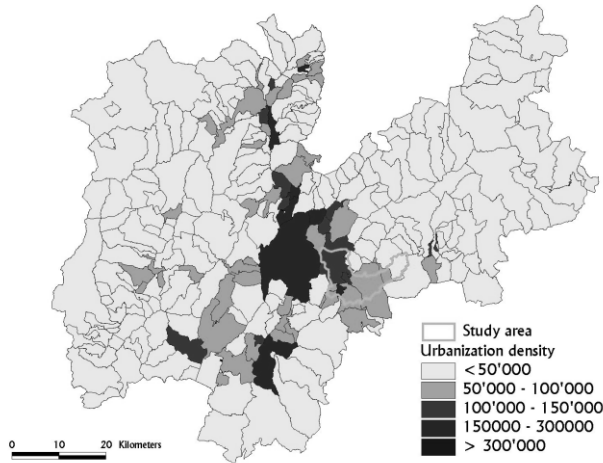 Study area
Urbanization density
<50'000
50'000 - 100'000
100'000 - 150'000
150000 - 300000
> 300'000
0 10 20 Kilometers